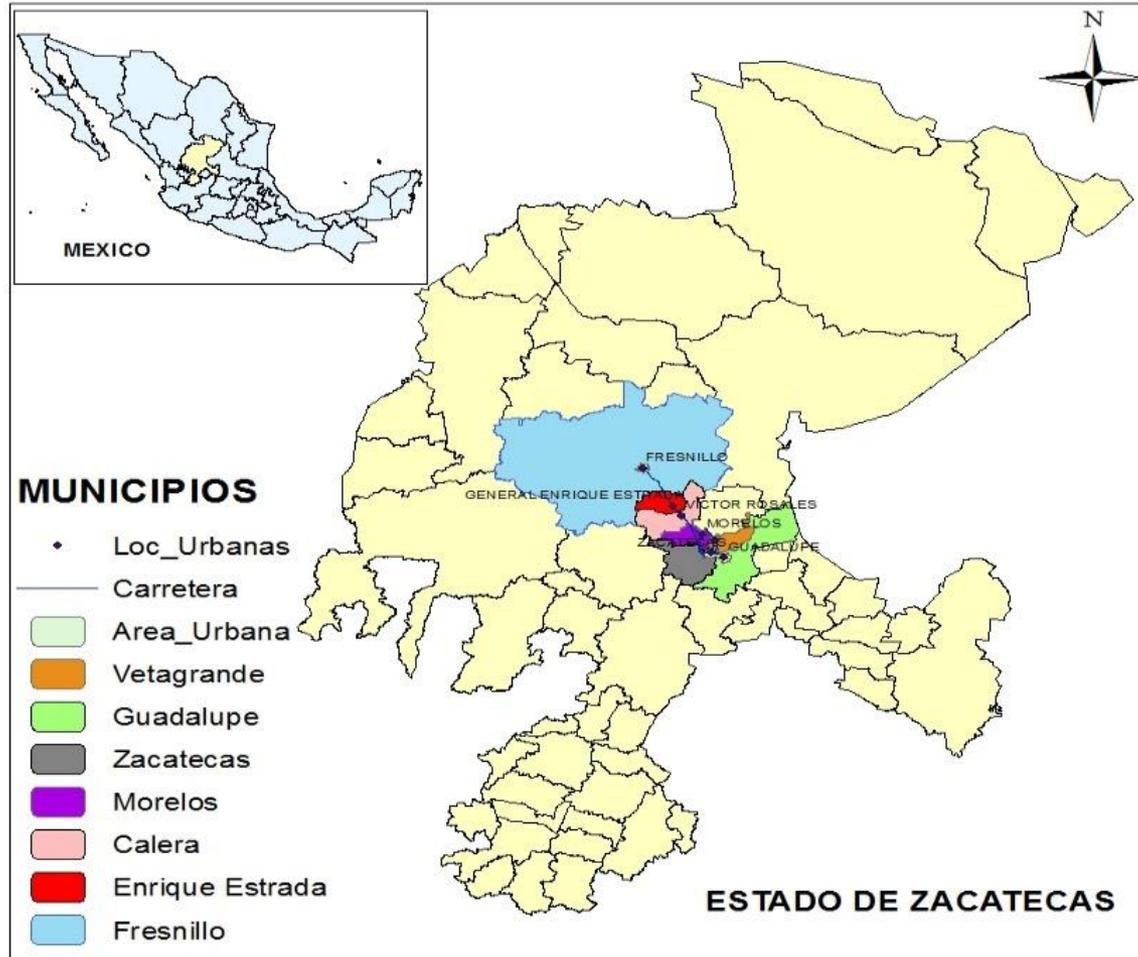 N
MEXICO
FRESNILLO
GENERAL ENRIQUE ESTRADA
VICTOR ROSALES
MORELOS
ZACATECAS
GUADALUPE
MUNICIPIOS
Loc_Urbanas
Carretera
Area_Urbana
Vetagrande
Guadalupe
Zacatecas
Morelos
Calera
Enrique Estrada
Fresnillo
ESTADO DE ZACATECAS